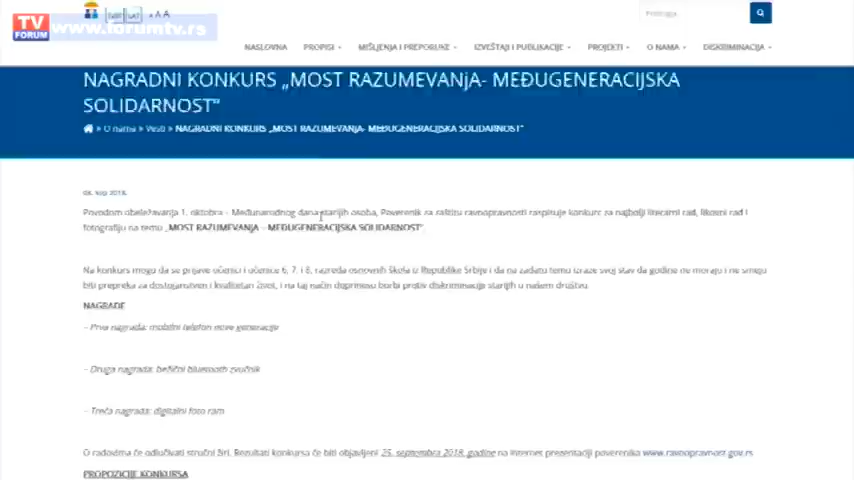 TV FORUM www.forumtv.rs
ЋИР LAT A A A
Pretraga
NASLOVNA PROPISI MIŠLJENJA I PREPORUKE IZVEŠTAJI I PUBLIKACIJE PROJEKTI O NAMA DISKRIMINACIJA
NAGRADNI KONKURS „MOST RAZUMEVANjA- MEĐUGENERACIJSKA
SOLIDARNOST”
» O nama » Vesti » NAGRADNI KONKURS „MOST RAZUMEVANJA- MEĐUGENERACIJSKA SOLIDARNOST”
2018.
Povodom obeležavanja 1. oktobra – Međunarodnog dana starijih osoba, Poverenik za zaštitu ravnopravnosti raspisuje konkurs za najbolji literarni rad, likovni rad i
fotografiju na temu „MOST RAZUMEVANJA – MEĐUGENERACIJSKA SOLIDARNOST”.
Na konkurs mogu da se prijave učenici i učenice 6, 7. i 8. razreda osnovnih škola iz Republike Srbije i da na zadatu temu izraze svoj stav da godine ne moraju i ne smeju
biti prepreka za dostojanstven i kvalitetan život, i na taj način doprinesu borbi protiv diskriminacije starijih u našem društvu.
NAGRADE
– Prva nagrada: mobilni telefon nove generacije
– Druga nagrada: bežični bluetooth zvučnik
– Treća nagrada: digitalni foto ram
O radovima će odlučivati stručni žiri. Rezultati konkursa će biti objavljeni 25. septembra 2018. godine na internet prezentaciji poverenika www.ravnopravnost.gov.rs
PROPOZICIJE KONKURSA